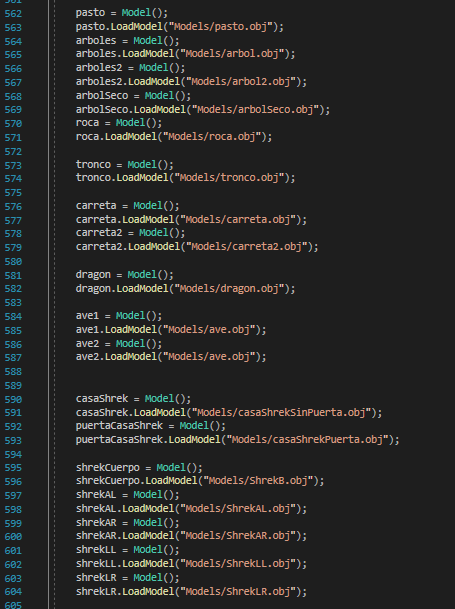 561
562 pasto = Model();
563 pasto.LoadModel("Models/pasto.obj");
564 arboles = Model();
565 arboles.LoadModel("Models/arbol.obj");
566 arboles2 = Model();
567 arboles2.LoadModel("Models/arbol2.obj");
568 arbolSeco = Model();
569 arbolSeco.LoadModel("Models/arbolSeco.obj");
570 roca = Model();
571 roca.LoadModel("Models/roca.obj");
572
573 tronco = Model();
574 tronco.LoadModel("Models/tronco.obj");
575
576 carreta = Model();
577 carreta.LoadModel("Models/carreta.obj");
578 carreta2 = Model();
579 carreta2.LoadModel("Models/carreta2.obj");
580
581 dragon = Model();
582 dragon.LoadModel("Models/dragon.obj");
583
584 ave1 = Model();
585 ave1.LoadModel("Models/ave.obj");
586 ave2 = Model();
587 ave2.LoadModel("Models/ave.obj");
588
589
590 casaShrek = Model();
591 casaShrek.LoadModel("Models/casaShrekSinPuerta.obj");
592 puertaCasaShrek = Model();
593 puertaCasaShrek.LoadModel("Models/casaShrekPuerta.obj");
594
595 shrekCuerpo = Model();
596 shrekCuerpo.LoadModel("Models/ShrekB.obj");
597 shrekAL = Model();
598 shrekAL.LoadModel("Models/ShrekAL.obj");
599 shrekAR = Model();
600 shrekAR.LoadModel("Models/ShrekAR.obj");
601 shrekLL = Model();
602 shrekLL.LoadModel("Models/ShrekLL.obj");
603 shrekLR = Model();
604 shrekLR.LoadModel("Models/ShrekLR.obj");
605